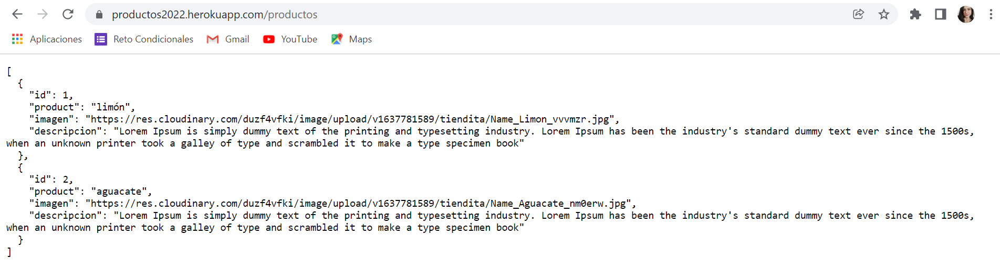 productos2022.herokuapp.com/productos
Aplicaciones Reto Condicionales Gmail YouTube Maps
[
  {
    "id": 1,
    "product": "limón",
    "imagen": "https://res.cloudinary.com/duzf4vfki/image/upload/v1637781589/tiendita/Name_Limon_vvvmzr.jpg",
    "descripcion": "Lorem Ipsum is simply dummy text of the printing and typesetting industry. Lorem Ipsum has been the industry's standard dummy text ever since the 1500s,
when an unknown printer took a galley of type and scrambled it to make a type specimen book"
  },
  {
    "id": 2,
    "product": "aguacate",
    "imagen": "https://res.cloudinary.com/duzf4vfki/image/upload/v1637781589/tiendita/Name_Aguacate_nm0erw.jpg",
    "descripcion": "Lorem Ipsum is simply dummy text of the printing and typesetting industry. Lorem Ipsum has been the industry's standard dummy text ever since the 1500s,
when an unknown printer took a galley of type and scrambled it to make a type specimen book"
  }
]